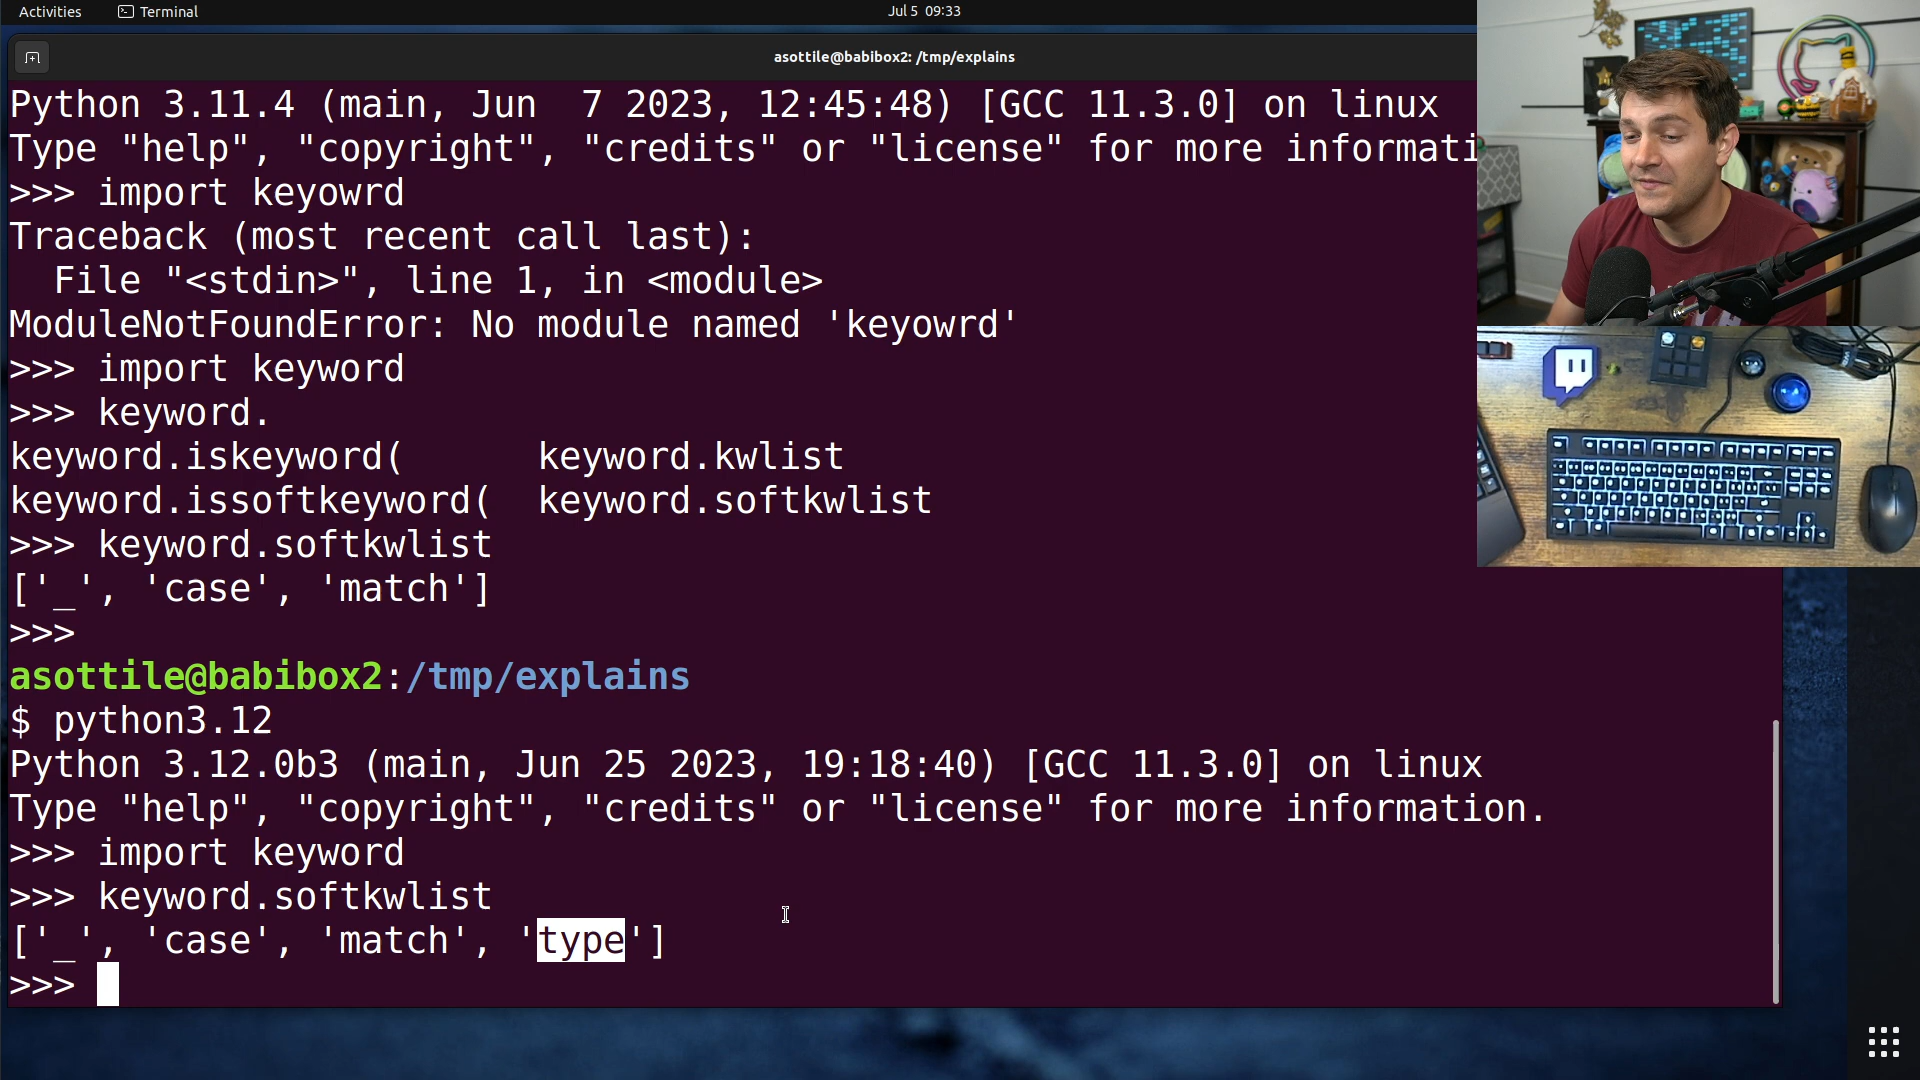 Activities
Terminal
Jul 5 09:33
asottile@babibox2: /tmp/explains
Python 3.11.4 (main, Jun  7 2023, 12:45:48) [GCC 11.3.0] on linux
Type "help", "copyright", "credits" or "license" for more informati
>>> import keyowrd
Traceback (most recent call last):
  File "<stdin>", line 1, in <module>
ModuleNotFoundError: No module named 'keyowrd'
>>> import keyword
>>> keyword.
keyword.iskeyword(      keyword.kwlist
keyword.issoftkeyword(  keyword.softkwlist
>>> keyword.softkwlist
['_', 'case', 'match']
>>>
asottile@babibox2:/tmp/explains
$ python3.12
Python 3.12.0b3 (main, Jun 25 2023, 19:18:40) [GCC 11.3.0] on linux
Type "help", "copyright", "credits" or "license" for more information.
>>> import keyword
>>> keyword.softkwlist
['_', 'case', 'match', 'type']
>>>